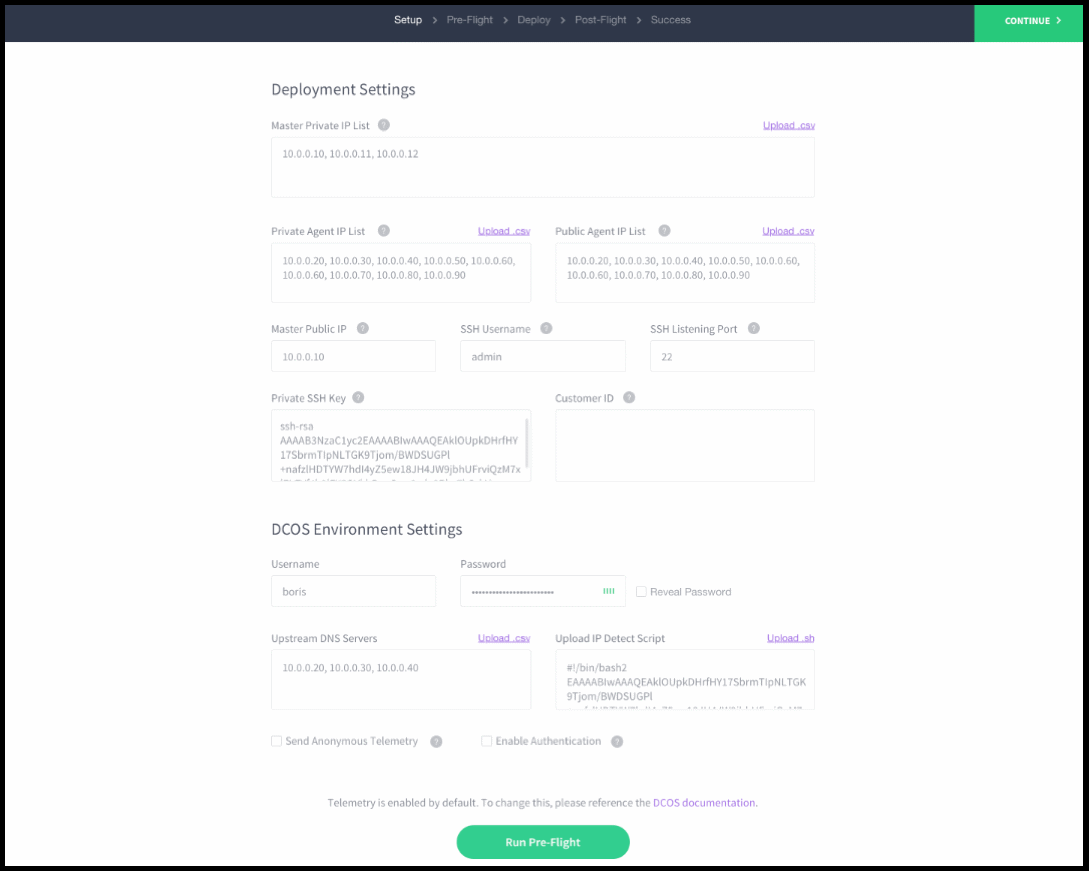 Setup > Pre-Flight > Deploy > Post-Flight > Success
CONTINUE >
Deployment Settings
Master Private IP List ? Upload .csv
10.0.0.10, 10.0.0.11, 10.0.0.12
Private Agent IP List ? Upload .csv
10.0.0.20, 10.0.0.30, 10.0.0.40, 10.0.0.50, 10.0.0.60,
10.0.0.60, 10.0.0.70, 10.0.0.80, 10.0.0.90
Public Agent IP List ? Upload .csv
10.0.0.20, 10.0.0.30, 10.0.0.40, 10.0.0.50, 10.0.0.60,
10.0.0.60, 10.0.0.70, 10.0.0.80, 10.0.0.90
Master Public IP ?
10.0.0.10
SSH Username ?
admin
SSH Listening Port ?
22
Private SSH Key ?
ssh-rsa
AAAAB3NzaC1yc2EAAAABIwAAAQEAklOUpkDHrfHY
17SbrmTIpNLTGK9Tjom/BWDSUGPl
+nafzlHDTYW7hdI4yZ5ew18JH4JW9jbhUFrviQzM7x
Customer ID ?
DCOS Environment Settings
Username
boris
Password
Reveal Password
Upstream DNS Servers Upload .csv
10.0.0.20, 10.0.0.30, 10.0.0.40
Upload IP Detect Script Upload .sh
#!/bin/bash2
EAAAABIwAAAQEAklOUpkDHrfHY17SbrmTIpNLTGK
9Tjom/BWDSUGPl
Send Anonymous Telemetry ?
Enable Authentication ?
Telemetry is enabled by default. To change this, please reference the DCOS documentation.
Run Pre-Flight